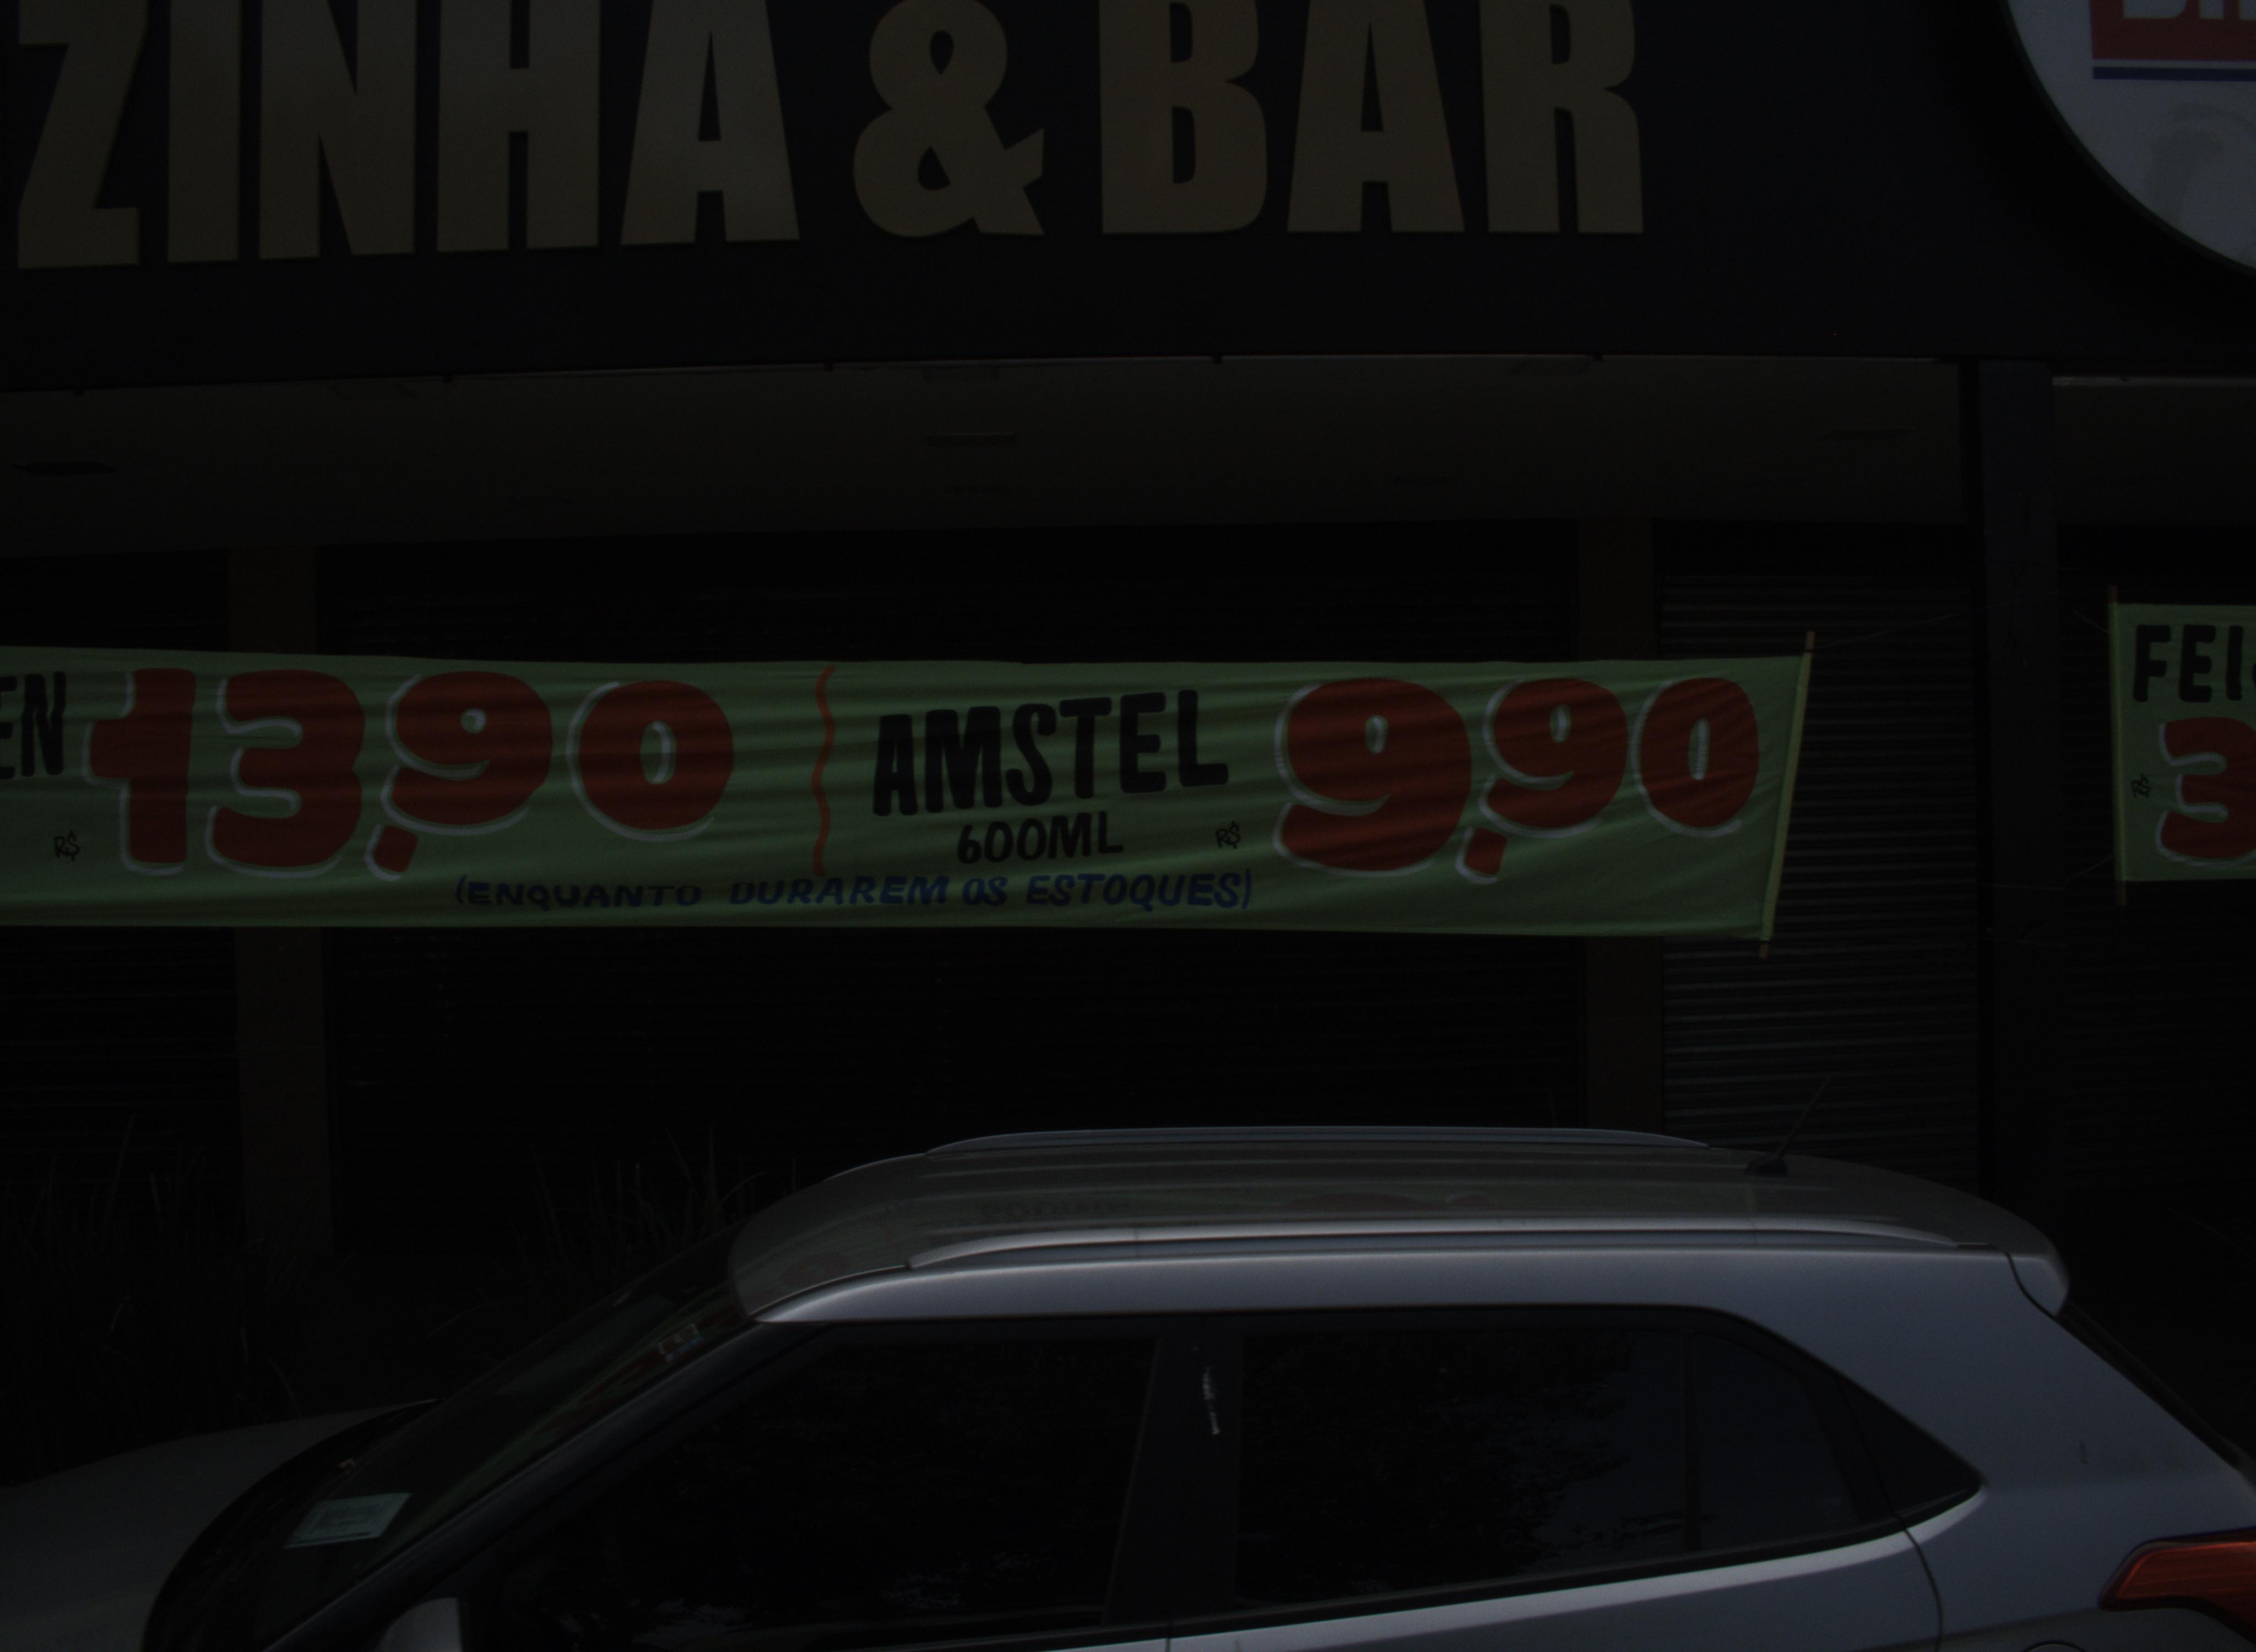 ZINHA & BAR
EN R$ 13,90
AMSTEL 600ML R$ 9,90
(ENQUANTO DURAREM OS ESTOQUES)
FEI
R$ 3